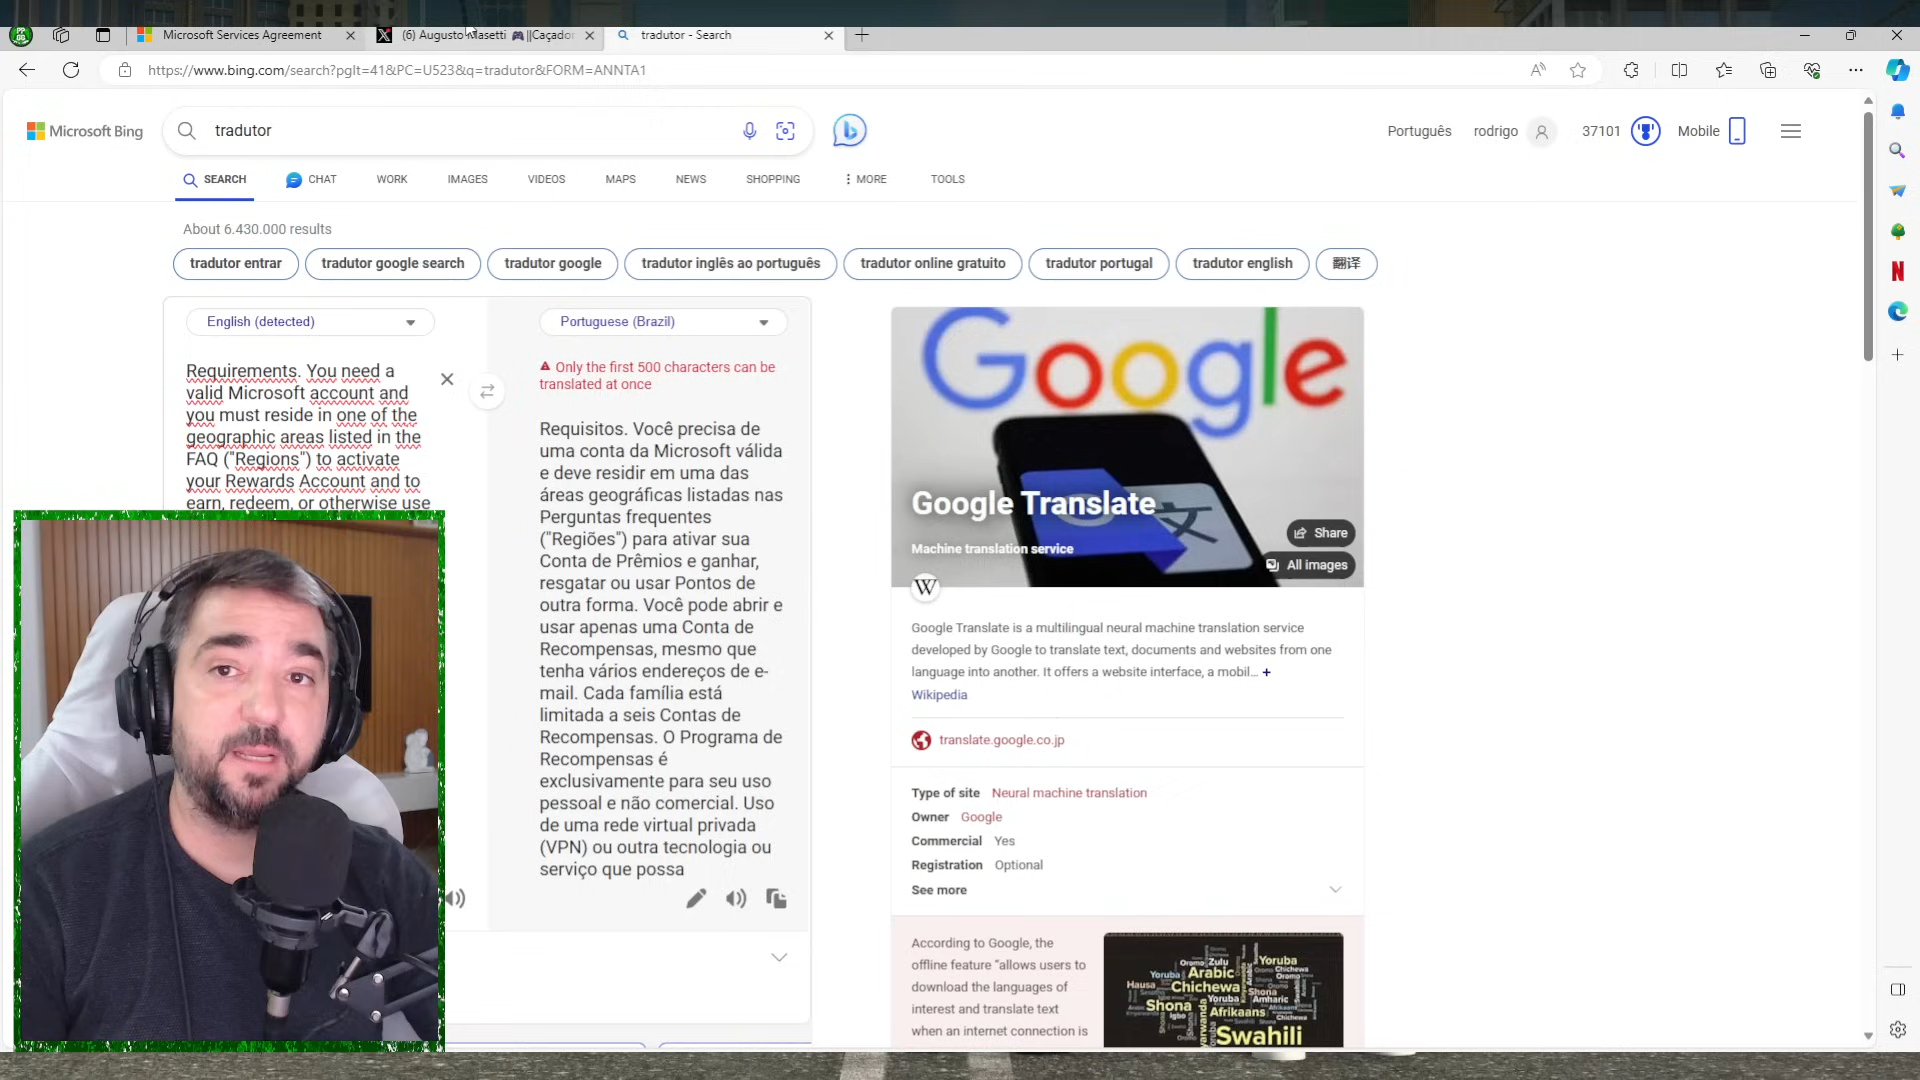 Microsoft Services Agreement
(6) Augusto Masetti 🎮||Caçador
tradutor - Search
https://www.bing.com/search?pglt=41&PC=U523&q=tradutor&FORM=ANNTA1
Microsoft Bing
tradutor
Português
rodrigo
37101
Mobile
SEARCH
CHAT
WORK
IMAGES
VIDEOS
MAPS
NEWS
SHOPPING
MORE
TOOLS
About 6.430.000 results
tradutor entrar
tradutor google search
tradutor google
tradutor inglês ao português
tradutor online gratuito
tradutor portugal
tradutor english
翻译
English (detected)
Requirements. You need a
valid Microsoft account and
you must reside in one of the
geographic areas listed in the
FAQ ("Regions") to activate
your Rewards Account and to
earn, redeem, or otherwise use
Portuguese (Brazil)
Only the first 500 characters can be
translated at once
Requisitos. Você precisa de
uma conta da Microsoft válida
e deve residir em uma das
áreas geográficas listadas nas
Perguntas frequentes
("Regiões") para ativar sua
Conta de Prêmios e ganhar,
resgatar ou usar Pontos de
outra forma. Você pode abrir e
usar apenas uma Conta de
Recompensas, mesmo que
tenha vários endereços de e-
mail. Cada família está
limitada a seis Contas de
Recompensas. O Programa de
Recompensas é
exclusivamente para seu uso
pessoal e não comercial. Uso
de uma rede virtual privada
(VPN) ou outra tecnologia ou
serviço que possa
Google
Google Translate
Machine translation service
Share
All images
W
Google Translate is a multilingual neural machine translation service
developed by Google to translate text, documents and websites from one
language into another. It offers a website interface, a mobil… +
Wikipedia
translate.google.co.jp
Type of site Neural machine translation
Owner Google
Commercial Yes
Registration Optional
See more
According to Google, the
offline feature "allows users to
download the languages of
interest and translate text
when an internet connection is
Oromo Zulu
Yoruba
Yoruba Arabic
Hausa
Chichewa
Shona
Amharic
Igbo
Afrikaans
Swahili